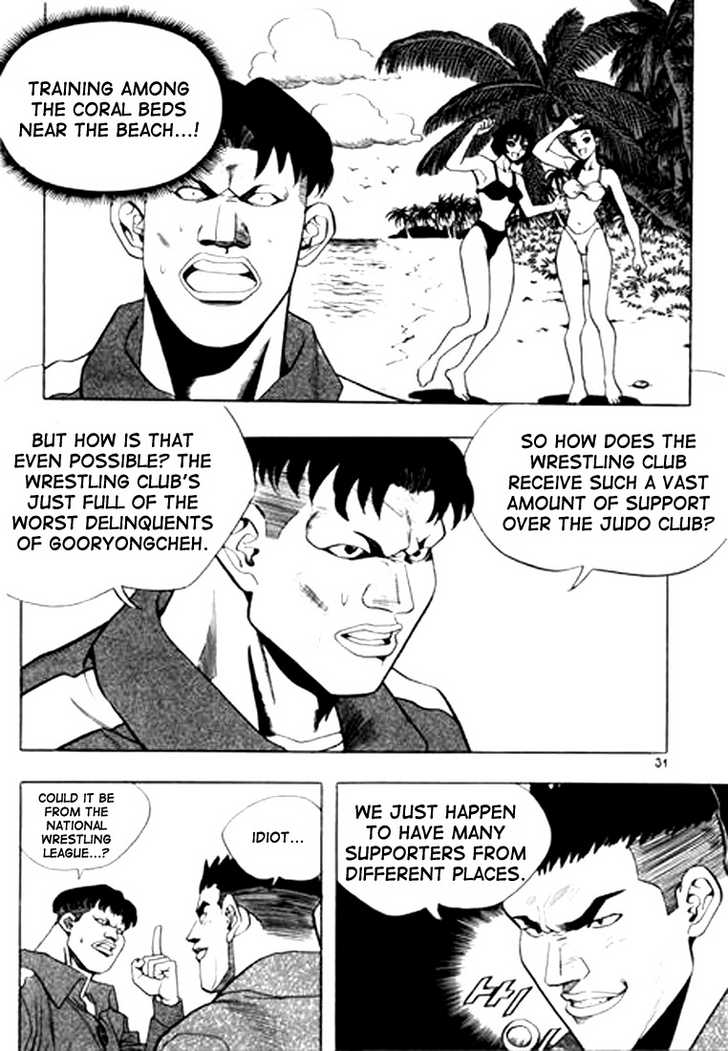 TRAINING AMONG
THE CORAL BEDS
NEAR THE BEACH...!
BUT HOW IS THAT
EVEN POSSIBLE? THE
WRESTLING CLUB'S
JUST FULL OF THE
WORST DELINQUENTS
OF GOORYONGCHEH.
SO HOW DOES THE
WRESTLING CLUB
RECEIVE SUCH A VAST
AMOUNT OF SUPPORT
OVER THE JUDO CLUB?
31
COULD IT BE
FROM THE
NATIONAL
WRESTLING
LEAGUE...?
IDIOT...
WE JUST HAPPEN
TO HAVE MANY
SUPPORTERS FROM
DIFFERENT PLACES.